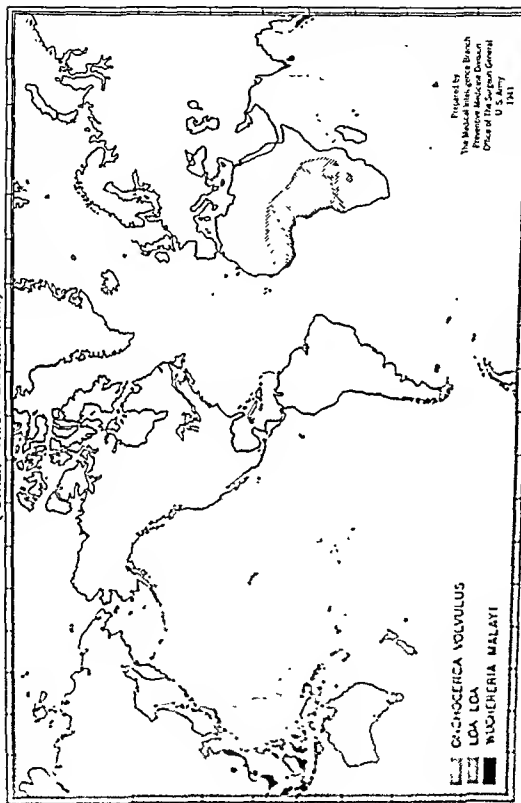 Prepared by
The Medical Intelligence Branch
Preventive Medicine Division
Office of The Surgeon General
U. S. Army
ONCHOCERCA VOLVULUS
LOA LOA
WUCHERERIA MALAYI